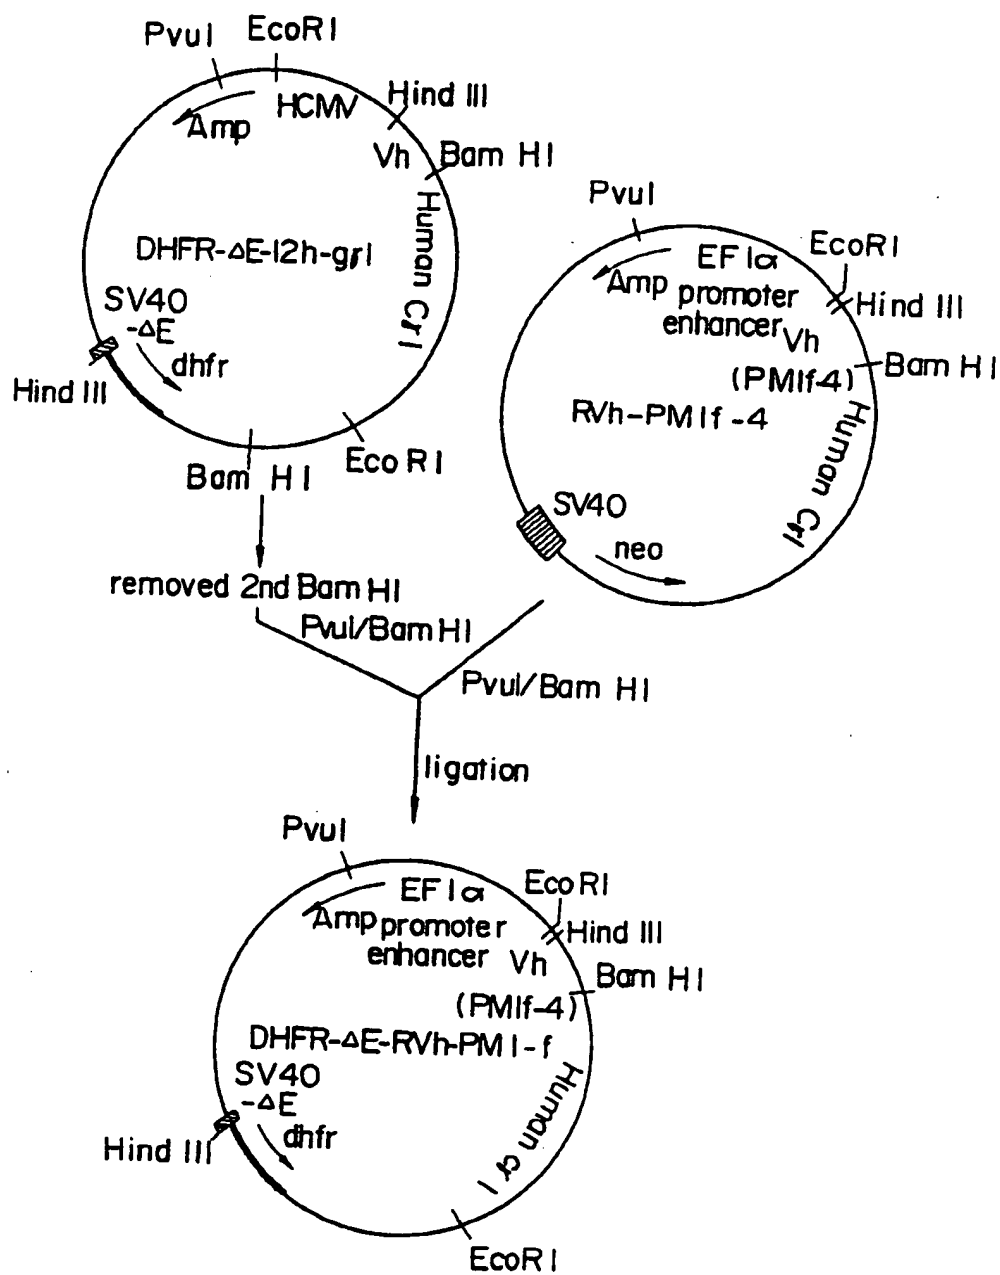 PvuI
EcoRI
HCMV
Hind III
Amp
Vh
Bam HI
Human Cγ1
DHFR-ΔE-12h-gγ1
SV40
-ΔE
dhfr
Hind III
Bam HI
EcoRI
PvuI
EF1α
EcoRI
Amp
promoter
Hind III
enhancer
Vh
Bam HI
(PM1f-4)
RVh-PM1f-4
Human Cγ1
SV40
neo
removed 2nd Bam HI
PvuI/Bam HI
PvuI/Bam HI
ligation
PvuI
EF1α
EcoRI
Amp
promoter
Hind III
enhancer
Vh
Bam HI
(PM1f-4)
DHFR-ΔE-RVh-PM1-f
SV40
-ΔE
Human cγ1
dhfr
Hind III
EcoRI